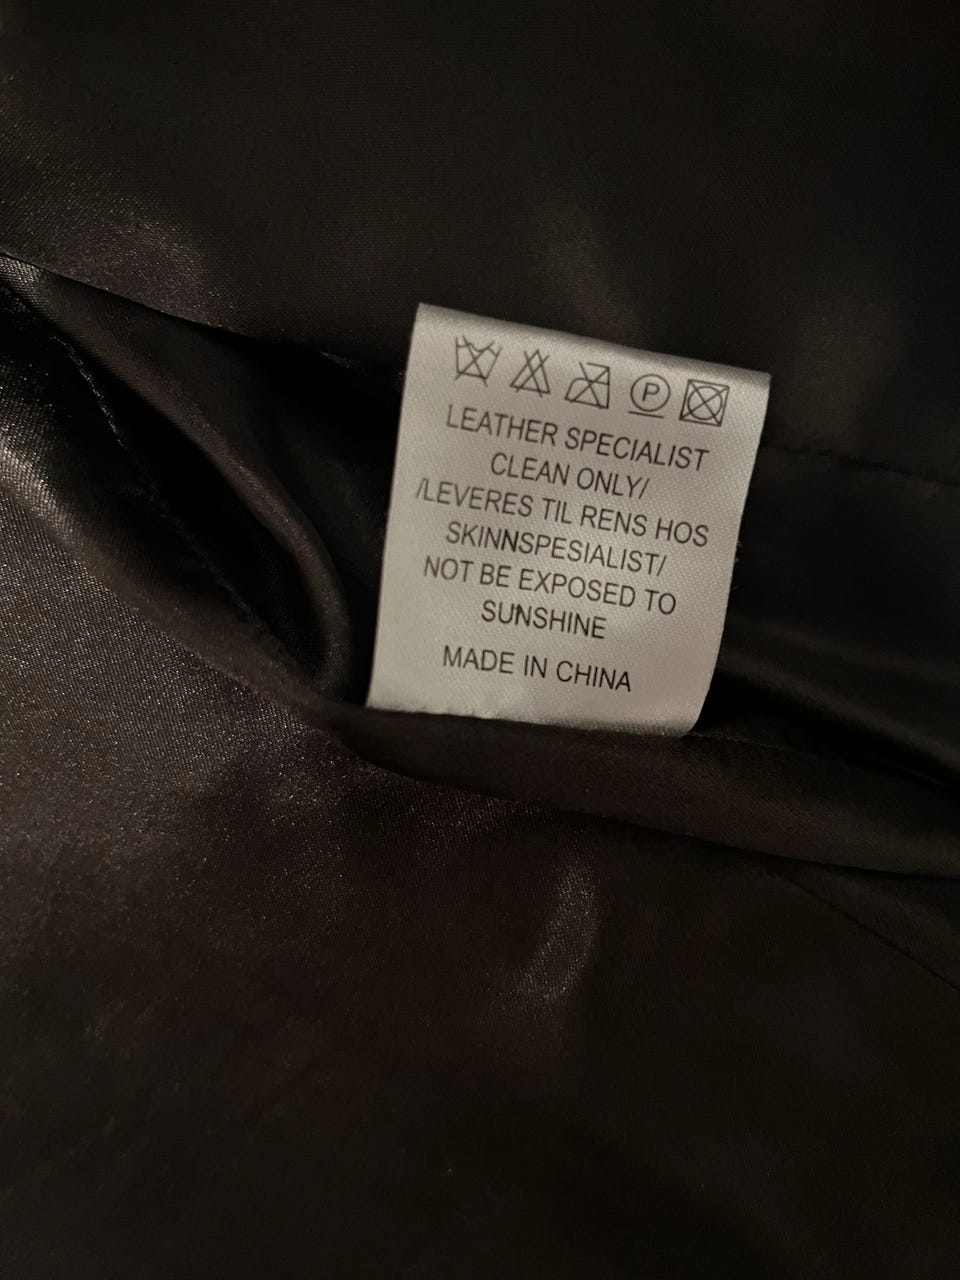 P
LEATHER SPECIALIST
CLEAN ONLY/
/LEVERES TIL RENS HOS
SKINNSPESIALIST/
NOT BE EXPOSED TO
SUNSHINE
MADE IN CHINA